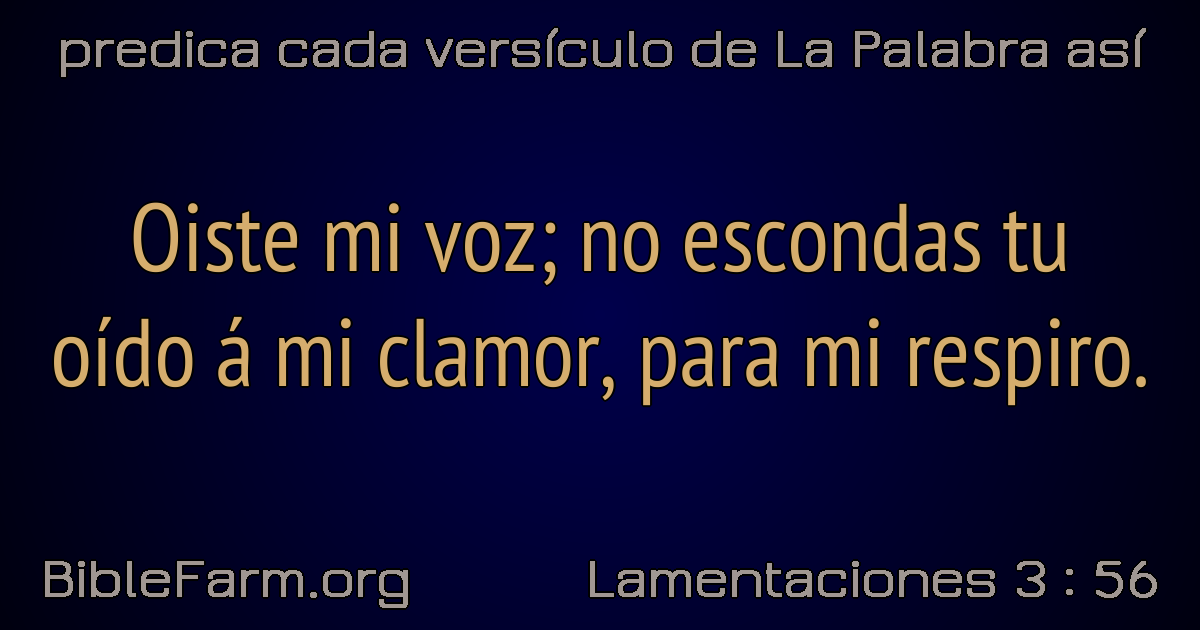 predica cada versículo de La Palabra así
Oiste mi voz; no escondas tu
oído á mi clamor, para mi respiro.
BibleFarm.org
Lamentaciones 3 : 56